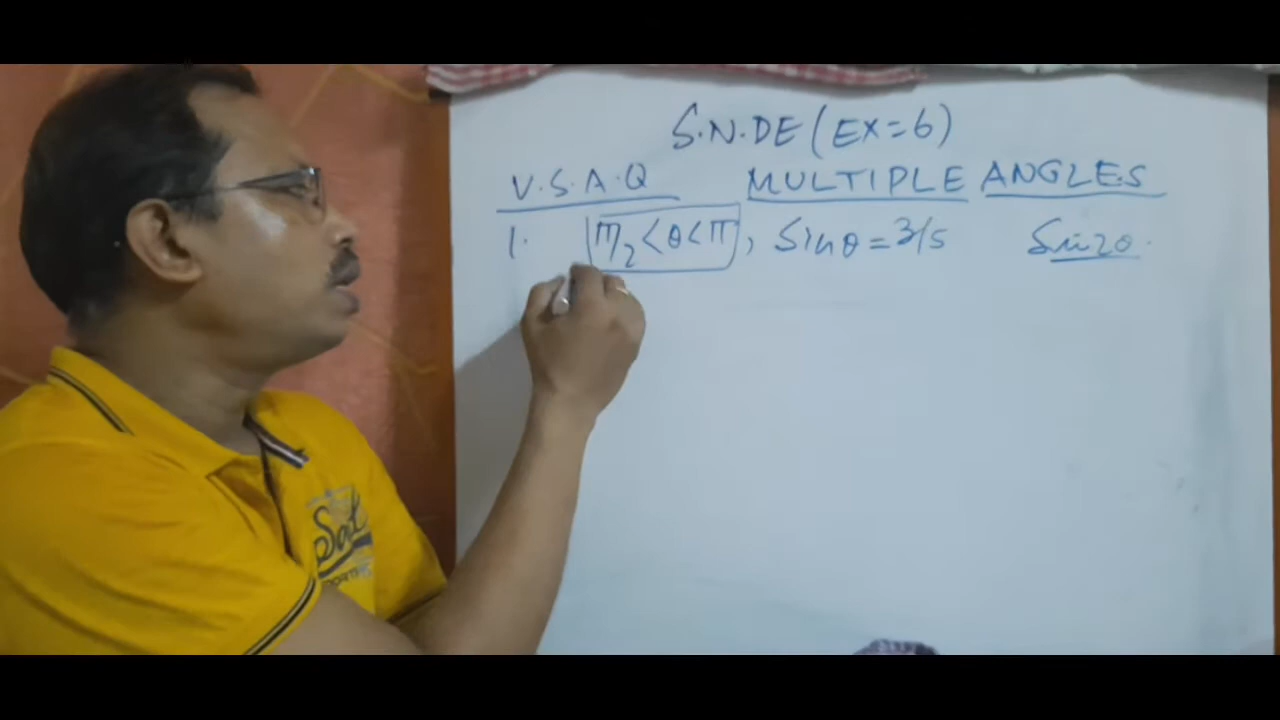 S.N.DE (EX=6)
V.S.A.Q MULTIPLE ANGLES
1. π/2<θ<π, Sinθ=3/5 Sin2θ.